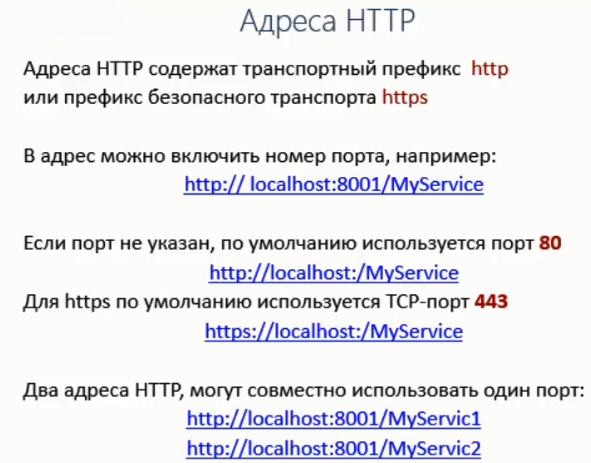 Адреса HTTP
Адреса HTTP содержат транспортный префикс http
или префикс безопасного транспорта https
В адрес можно включить номер порта, например:
http:// localhost:8001/MyService
Если порт не указан, по умолчанию используется порт 80
http://localhost:/MyService
Для https по умолчанию используется TCP-порт 443
https://localhost:/MyService
Два адреса HTTP, могут совместно использовать один порт:
http://localhost:8001/MyServic1
http://localhost:8001/MyServic2